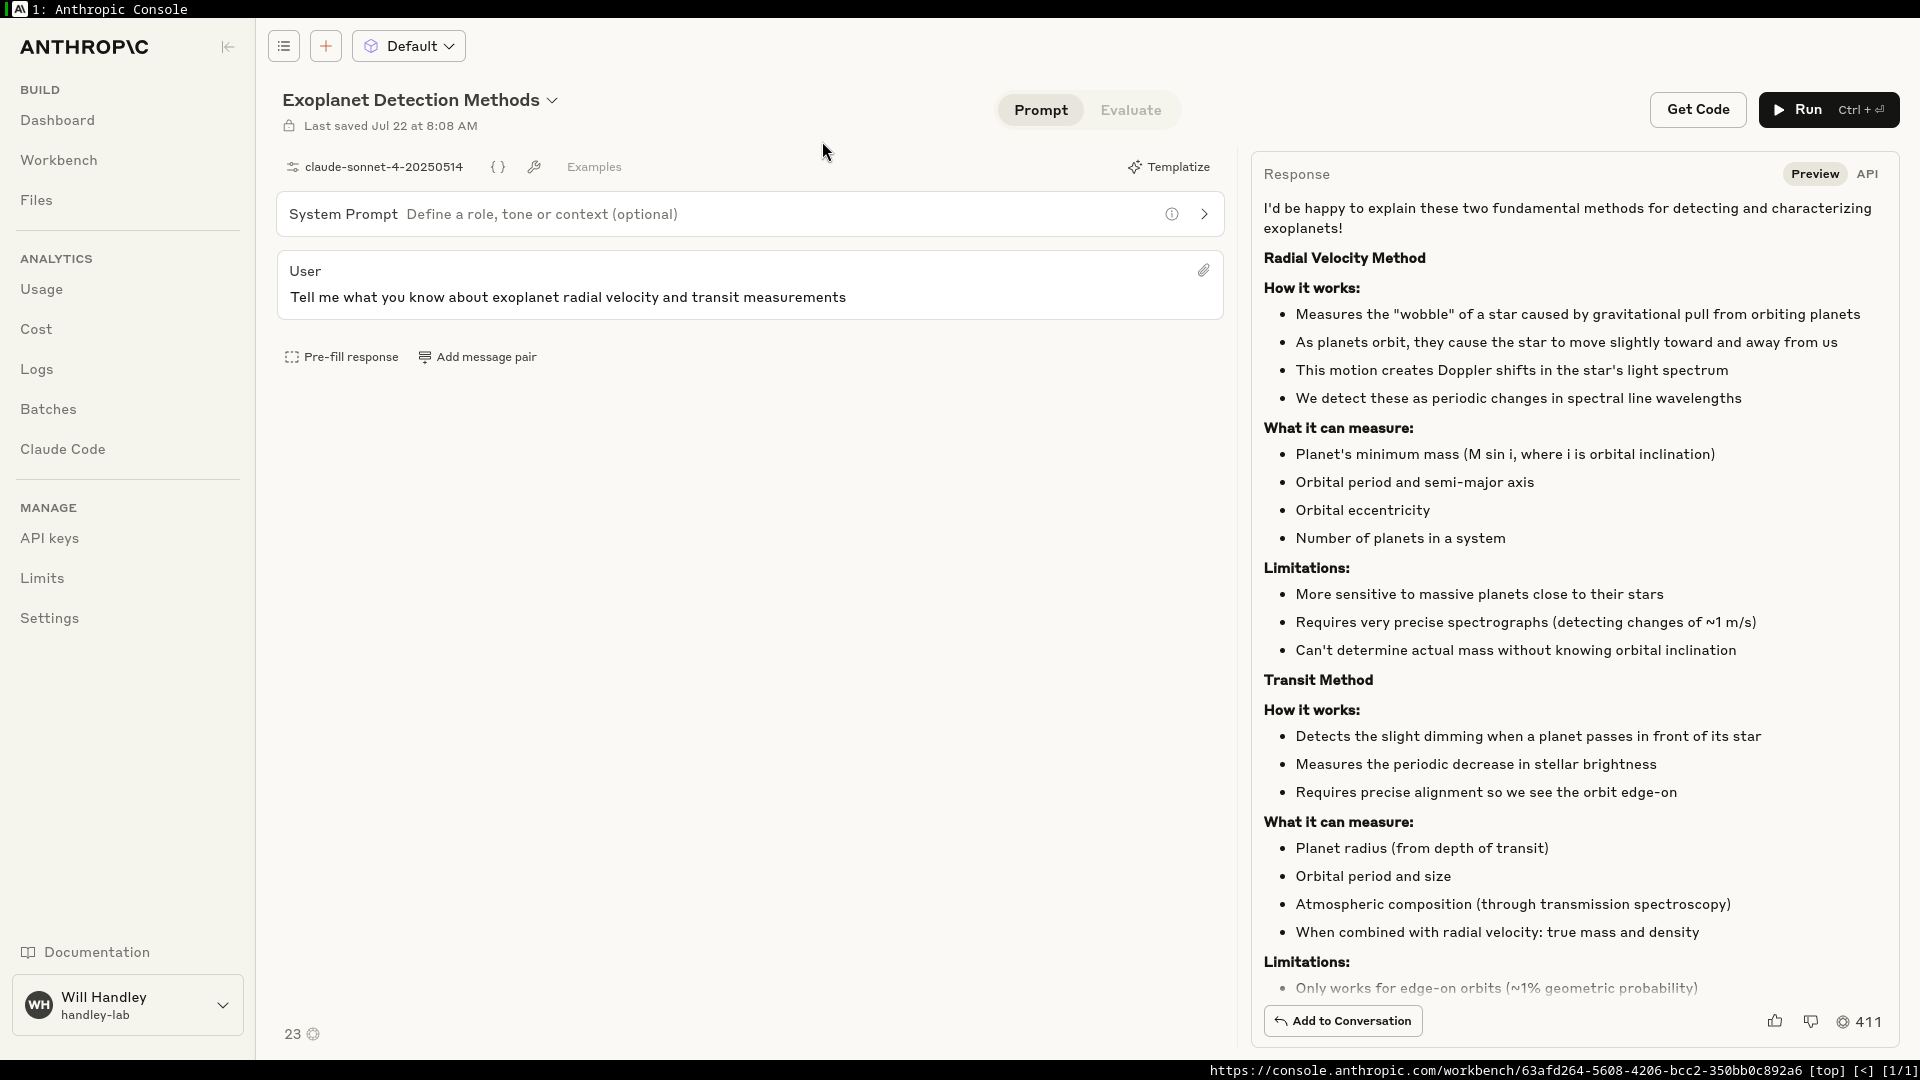 1: Anthropic Console
ANTHROP\C
BUILD
Dashboard
Workbench
Files
ANALYTICS
Usage
Cost
Logs
Batches
Claude Code
MANAGE
API keys
Limits
Settings
Documentation
WH
Will Handley
handley-lab
Default
Exoplanet Detection Methods
Last saved Jul 22 at 8:08 AM
Prompt
Evaluate
Get Code
Run Ctrl + ⏎
claude-sonnet-4-20250514
{ }
Examples
Templatize
System Prompt Define a role, tone or context (optional)
User
Tell me what you know about exoplanet radial velocity and transit measurements
Pre-fill response
Add message pair
23
Response
Preview
API
I'd be happy to explain these two fundamental methods for detecting and characterizing
exoplanets!
Radial Velocity Method
How it works:
• Measures the "wobble" of a star caused by gravitational pull from orbiting planets
• As planets orbit, they cause the star to move slightly toward and away from us
• This motion creates Doppler shifts in the star's light spectrum
• We detect these as periodic changes in spectral line wavelengths
What it can measure:
• Planet's minimum mass (M sin i, where i is orbital inclination)
• Orbital period and semi-major axis
• Orbital eccentricity
• Number of planets in a system
Limitations:
• More sensitive to massive planets close to their stars
• Requires very precise spectrographs (detecting changes of ~1 m/s)
• Can't determine actual mass without knowing orbital inclination
Transit Method
How it works:
• Detects the slight dimming when a planet passes in front of its star
• Measures the periodic decrease in stellar brightness
• Requires precise alignment so we see the orbit edge-on
What it can measure:
• Planet radius (from depth of transit)
• Orbital period and size
• Atmospheric composition (through transmission spectroscopy)
• When combined with radial velocity: true mass and density
Limitations:
• Only works for edge-on orbits (~1% geometric probability)
Add to Conversation
411
https://console.anthropic.com/workbench/63afd264-5608-4206-bcc2-350bb0c892a6 [top] [<] [1/1]